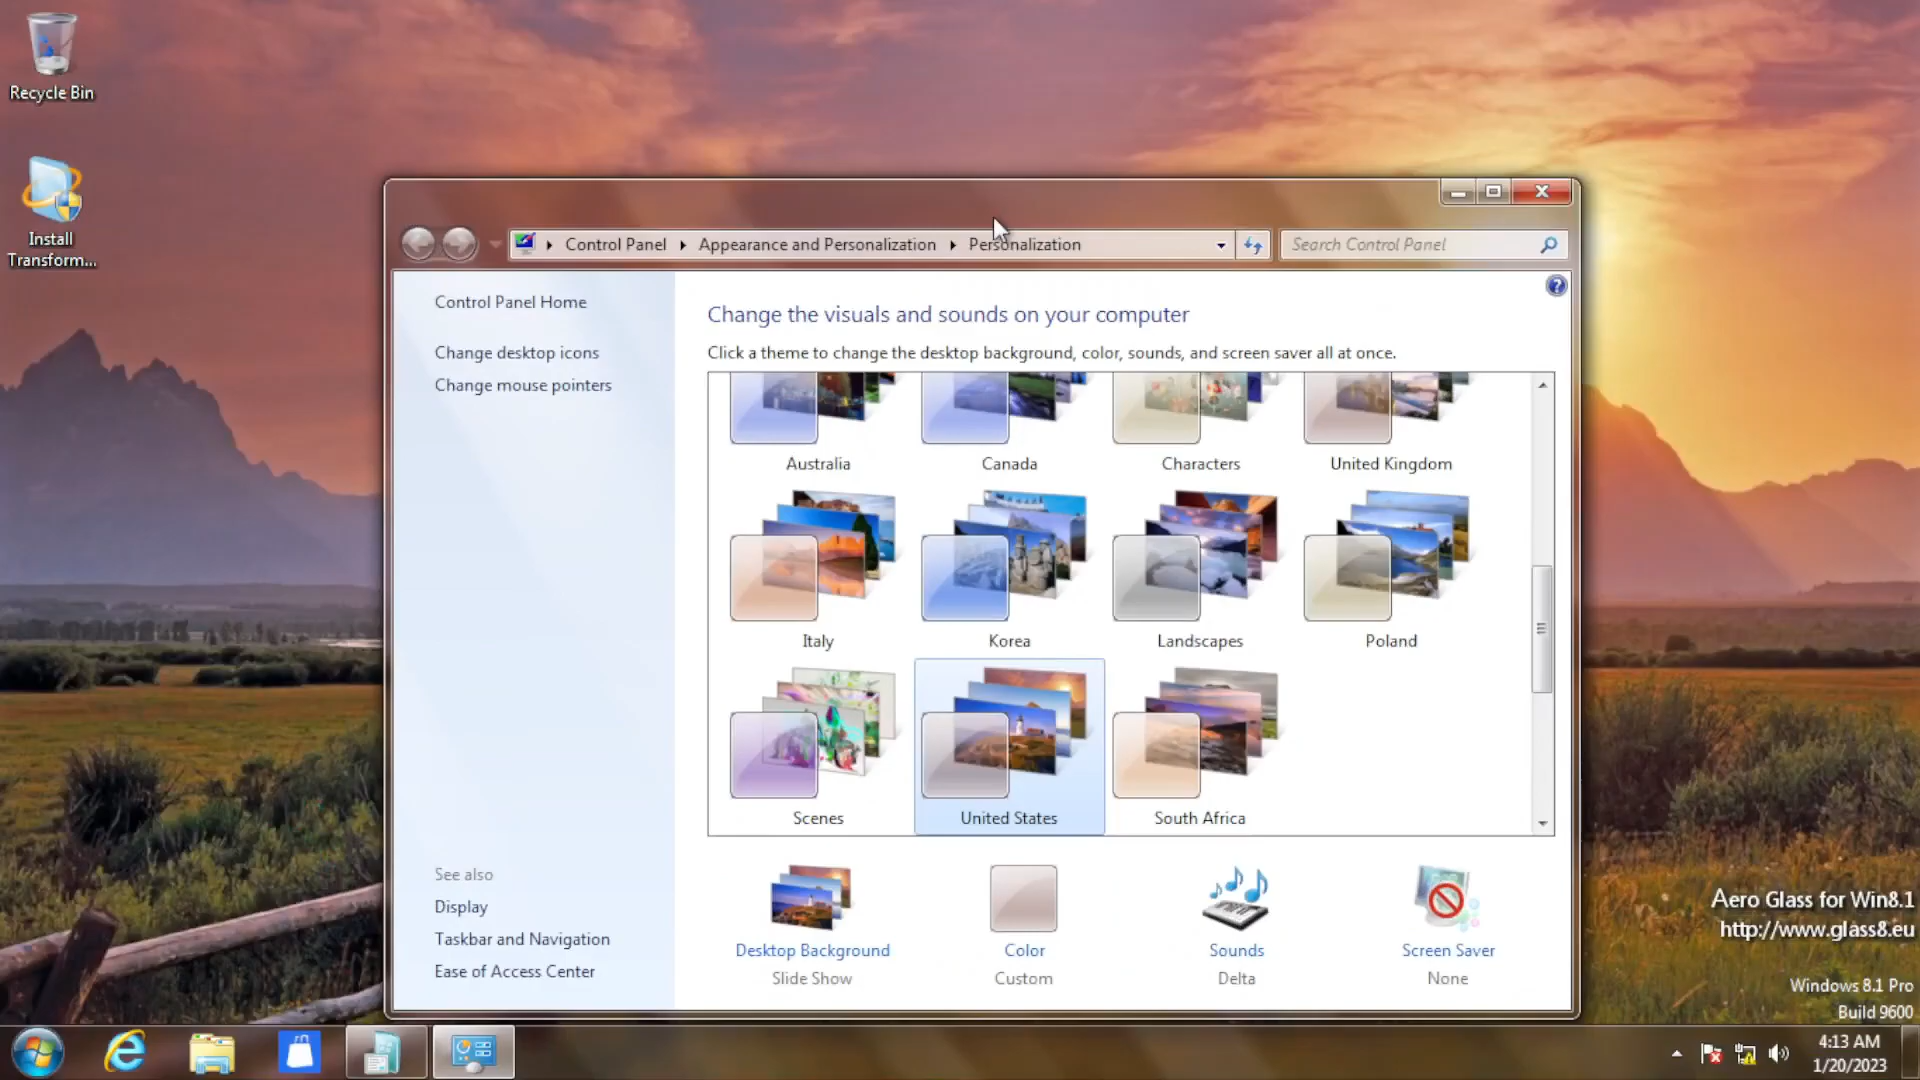 Recycle Bin
Install
Transform...
Control Panel
Appearance and Personalization
Personalization
Search Control Panel
Control Panel Home
Change desktop icons
Change mouse pointers
Change the visuals and sounds on your computer
Click a theme to change the desktop background, color, sounds, and screen saver all at once.
Australia
Canada
Characters
United Kingdom
Italy
Korea
Landscapes
Poland
Scenes
United States
South Africa
See also
Display
Taskbar and Navigation
Ease of Access Center
Desktop Background
Slide Show
Color
Custom
Sounds
Delta
Screen Saver
None
Aero Glass for Win8.1
http://www.glass8.eu
Windows 8.1 Pro
Build 9600
4:13 AM
1/20/2023